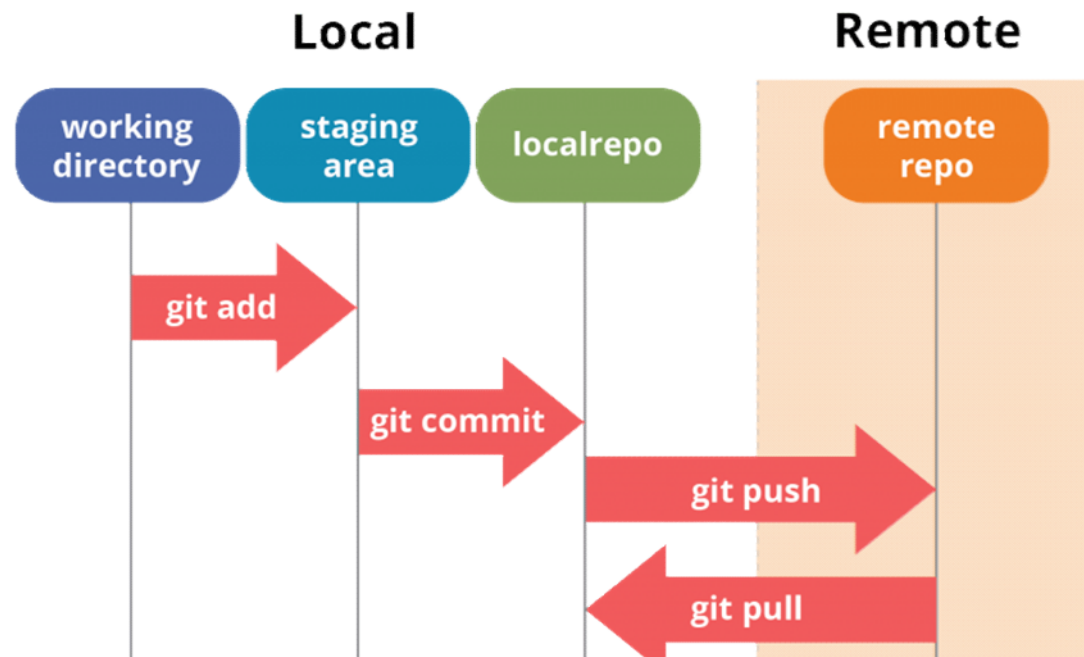 Local
Remote
working
directory
staging
area
localrepo
remote
repo
git add
git commit
git push
git pull